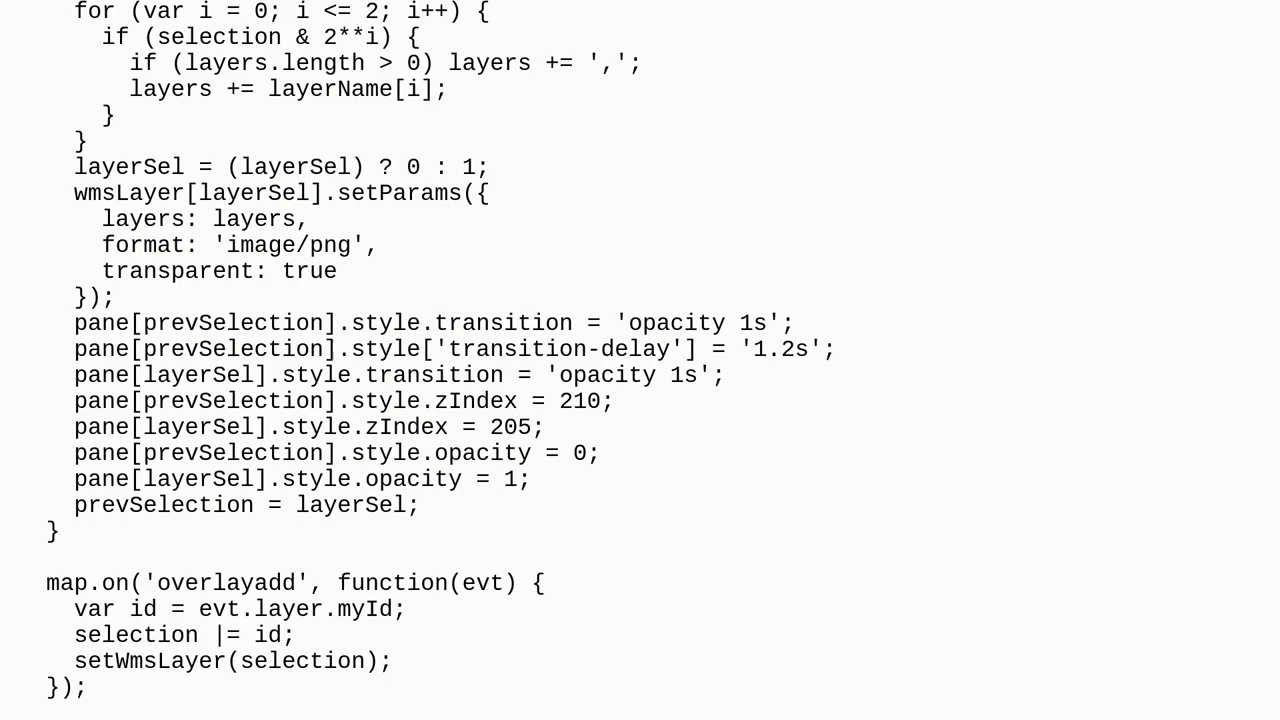 for (var i = 0; i <= 2; i++) {
if (selection & 2**i) {
if (layers.length > 0) layers += ',';
layers += layerName[i];
}
}
layerSel = (layerSel) ? 0 : 1;
wmsLayer[layerSel].setParams({
layers: layers,
format: 'image/png',
transparent: true
});
pane[prevSelection].style.transition = 'opacity 1s';
pane[prevSelection].style['transition-delay'] = '1.2s';
pane[layerSel].style.transition = 'opacity 1s';
pane[prevSelection].style.zIndex = 210;
pane[layerSel].style.zIndex = 205;
pane[prevSelection].style.opacity = 0;
pane[layerSel].style.opacity = 1;
prevSelection = layerSel;
}
map.on('overlayadd', function(evt) {
var id = evt.layer.myId;
selection |= id;
setWmsLayer(selection);
});